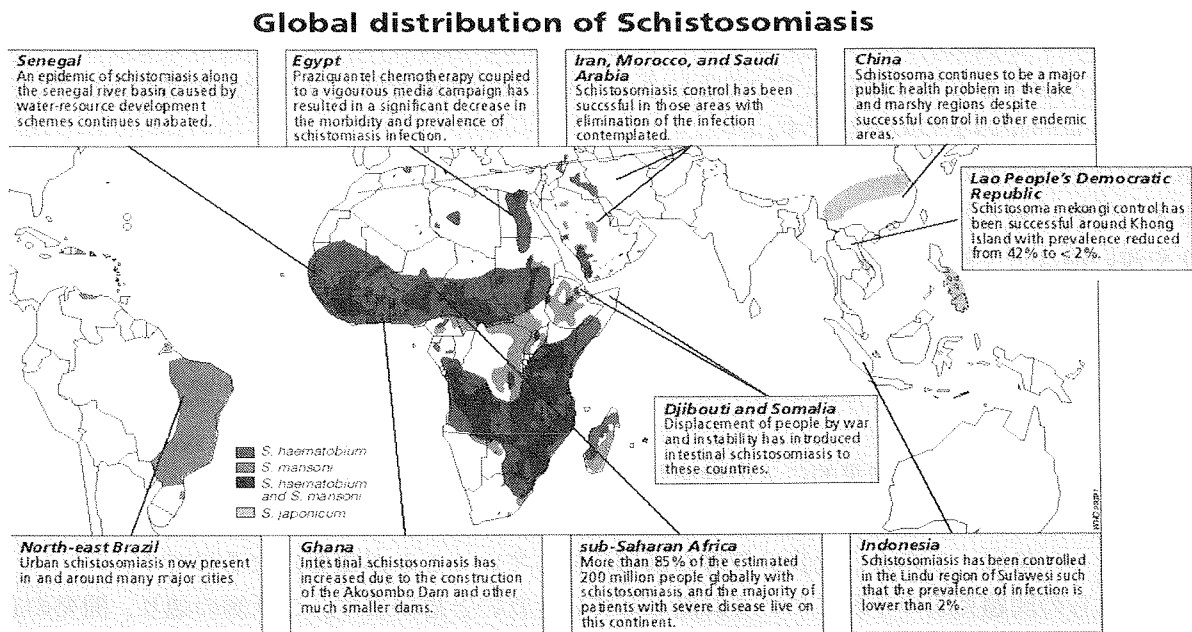 Global distribution of Schistosomiasis
Senegal
An epidemic of schistomiasis along
the senegal river basin caused by
water-resource development
schemes continues unabated.
Egypt
Praziquantel chemotherapy coupled
to a vigourous media campaign has
resulted in a significant decrease in
the morbidity and prevalence of
schistomiasis infection.
Iran, Morocco, and Saudi
Arabia
Schistosomiasis control has been
succssful in those areas with
elimination of the infection
contemplated.
China
Schistosoma continues to be a major
public health problem in the lake
and marshy regions despite
successful control in other endemic
areas.
Lao People's Democratic
Republic
Schistosoma mekongi control has
been successful around Khong
island with prevalence reduced
from 42% to < 2%.
Djibouti and Somalia
Displacement of people by war
and instability has introduced
intestinal schistosomiasis to
these countries.
S. haematobium
S. mansoni
S. haematobium
and S. mansoni
S. japonicum
North-east Brazil
Urban schistosomiasis now present
in and around many major cities
Ghana
Intestinal schistosomiasis has
increased due to the construction
of the Akosombo Dam and other
much smaller dams.
sub-Saharan Africa
More than 85% of the estimated
200 million people globally with
schistosomiasis and the majority of
patients with severe disease live on
this continent.
Indonesia
Schistosomiasis has been controlled
in the Lindu region of Sulawesi such
that the prevalence of infection is
lower than 2%.